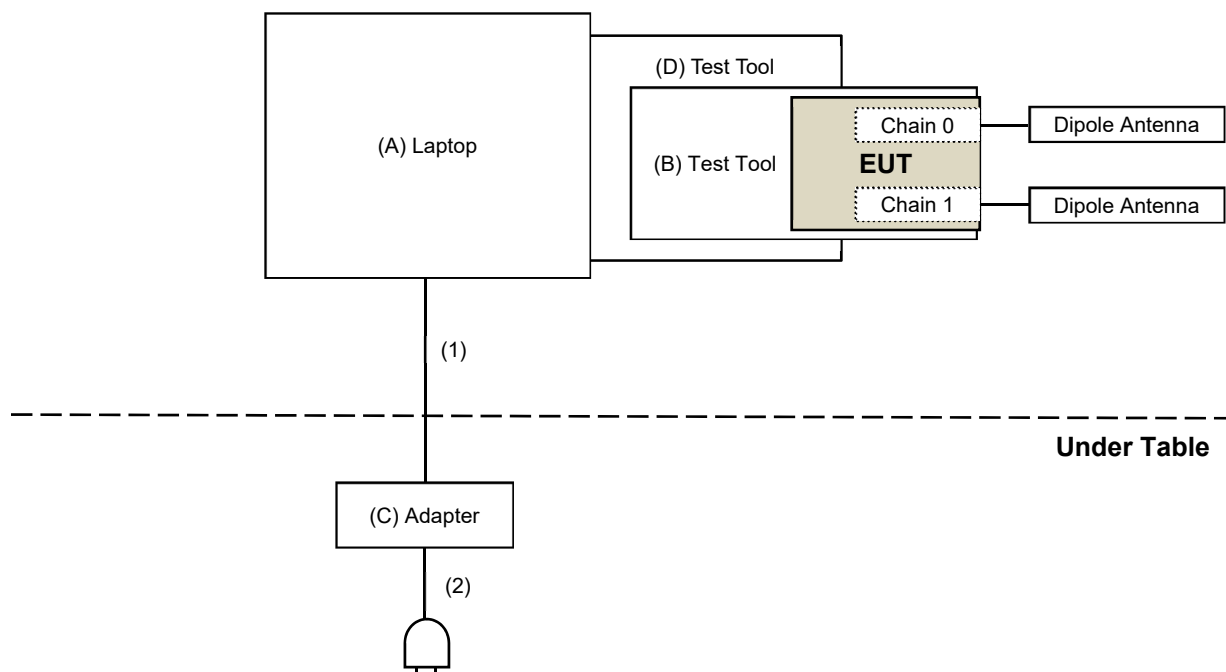 (D) Test Tool
Chain 0
Dipole Antenna
(A) Laptop
(B) Test Tool
EUT
Chain 1
Dipole Antenna
(1)
Under Table
(C) Adapter
(2)